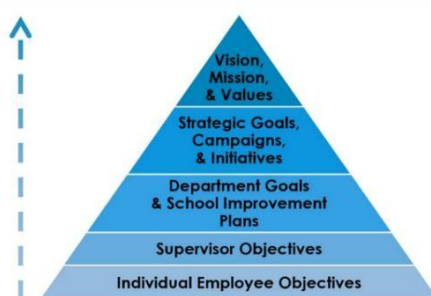 Vision,
Mission,
& Values
Strategic Goals,
Campaigns,
& Initiatives
Department Goals
& School Improvement
Plans
Supervisor Objectives
Individual Employee Objectives